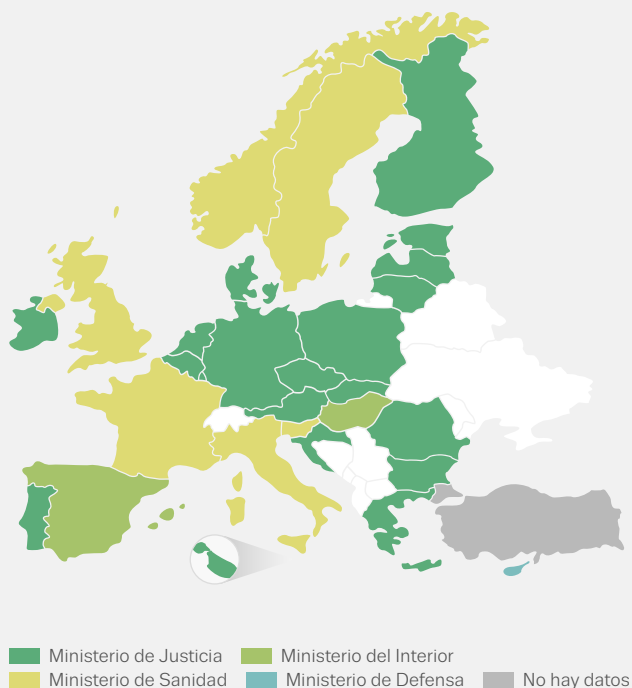 Ministerio de Justicia Ministerio del Interior
Ministerio de Sanidad Ministerio de Defensa No hay datos